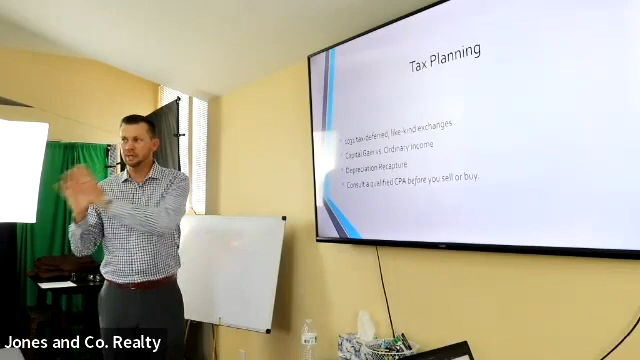 Tax Planning
1031 tax-deferred, like-kind exchanges
Capital Gain vs. Ordinary Income
Depreciation Recapture
Consult a qualified CPA before you sell or buy.
Jones and Co. Realty